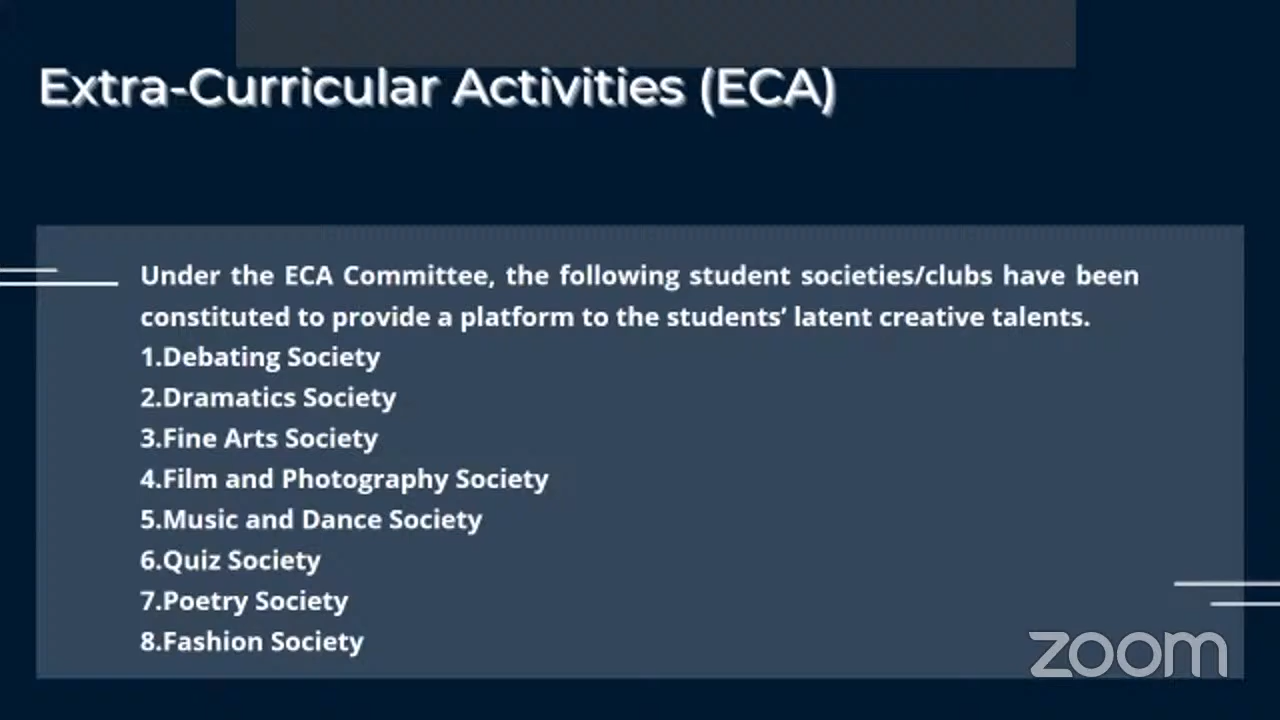 Extra-Curricular Activities (ECA)
Under the ECA Committee, the following student societies/clubs have been
constituted to provide a platform to the students’ latent creative talents.
1.Debating Society
2.Dramatics Society
3.Fine Arts Society
4.Film and Photography Society
5.Music and Dance Society
6.Quiz Society
7.Poetry Society
8.Fashion Society
zoom